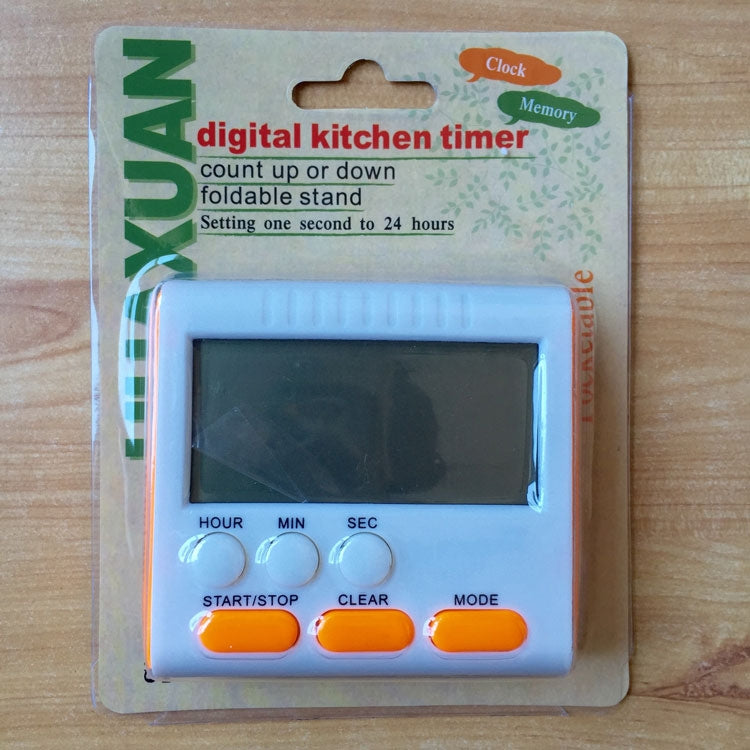 HUAXUAN
Clock
Memory
digital kitchen timer
count up or down
foldable stand
Setting one second to 24 hours
HOUR MIN SEC
START/STOP CLEAR MODE